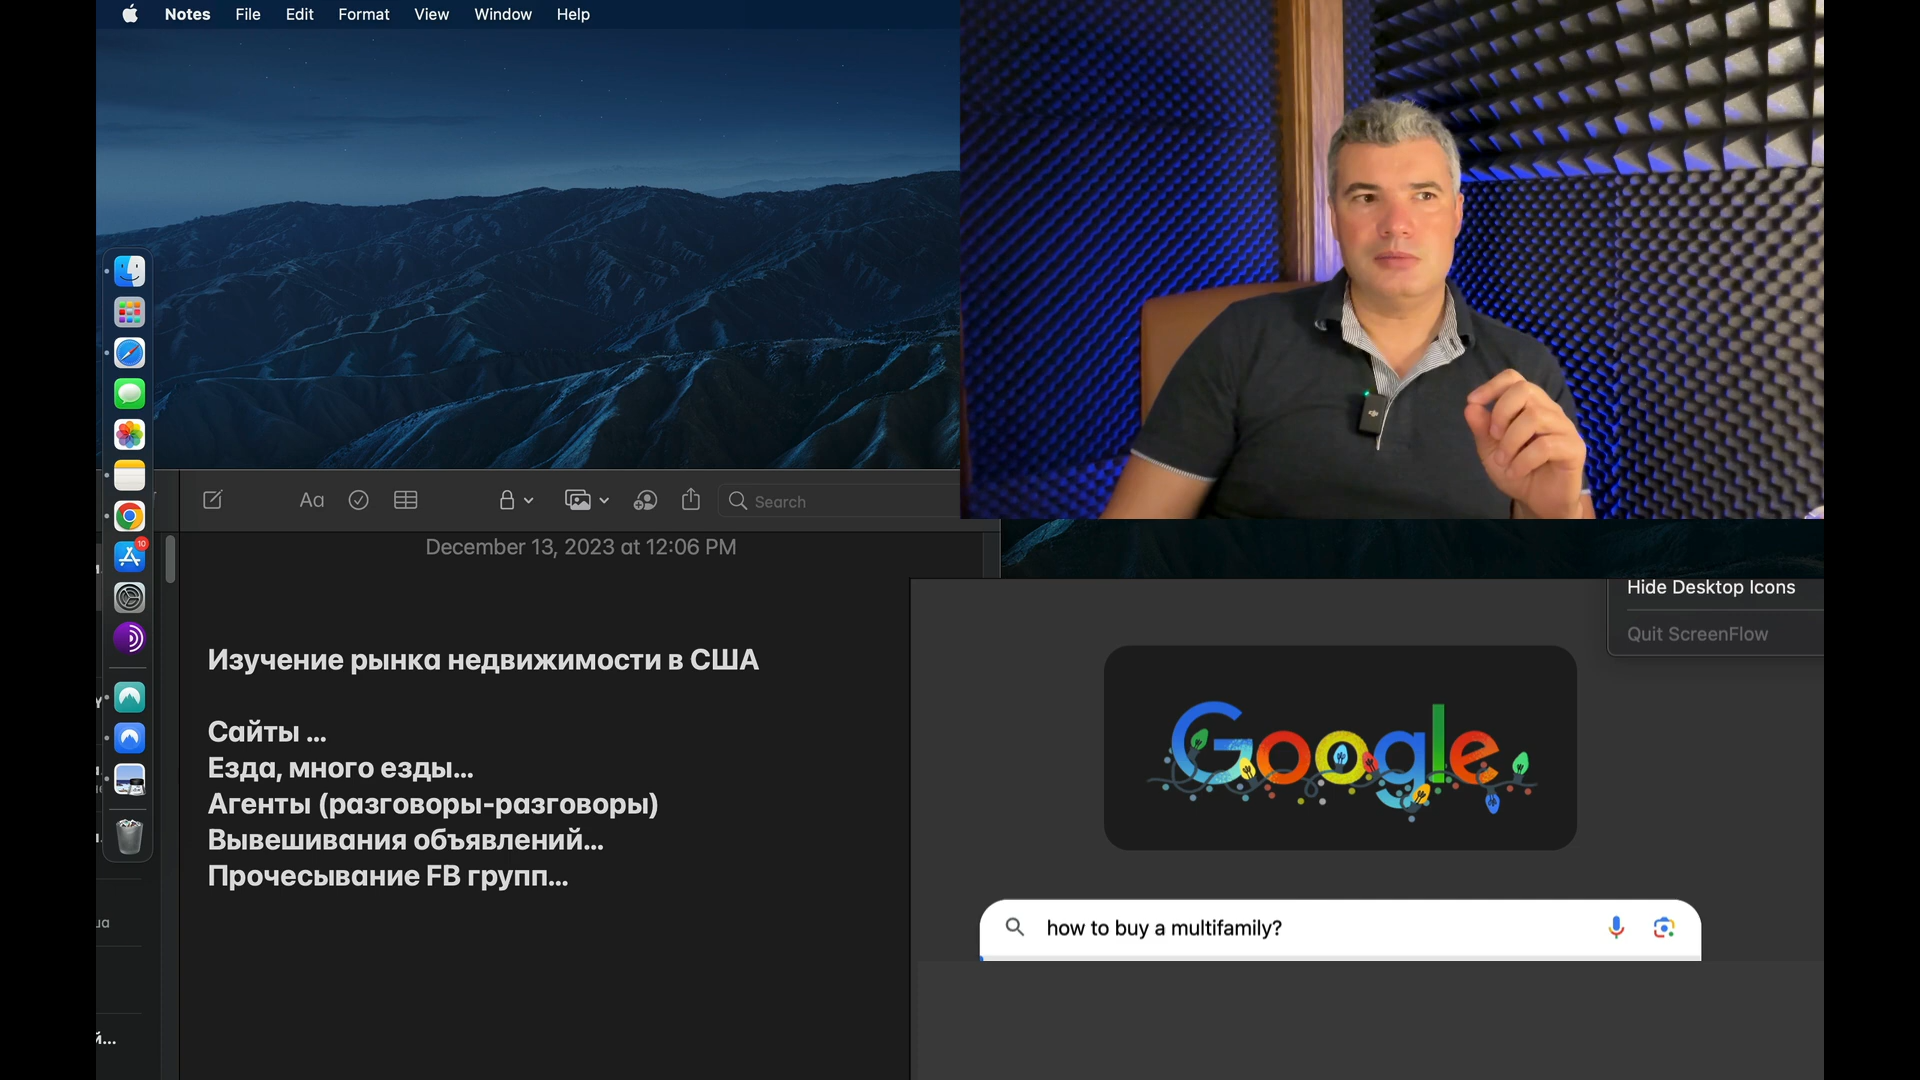 Notes File Edit Format View Window Help
10
Aa
Search
December 13, 2023 at 12:06 PM
Изучение рынка недвижимости в США
Сайты ...
Езда, много езды...
Агенты (разговоры-разговоры)
Вывешивания объявлений...
Прочесывание FB групп...
Hide Desktop Icons
Quit ScreenFlow
Google
how to buy a multifamily?